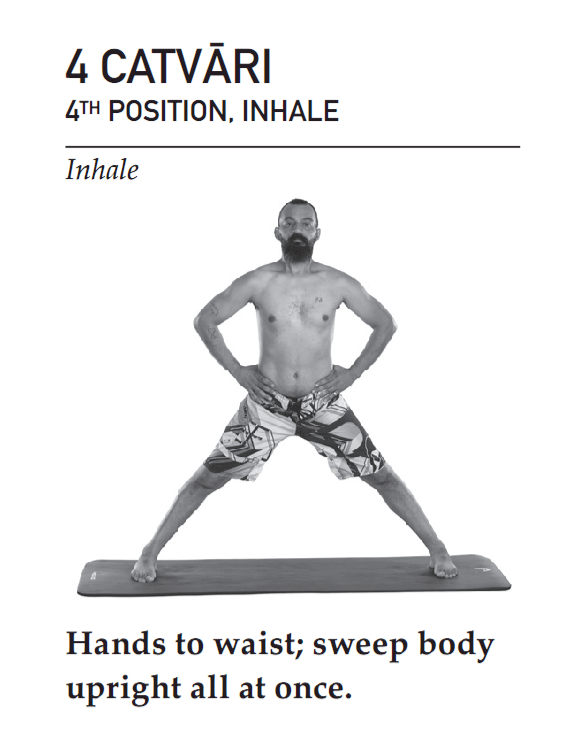 4 CATVĀRI
4TH POSITION, INHALE
Inhale
Hands to waist; sweep body
upright all at once.